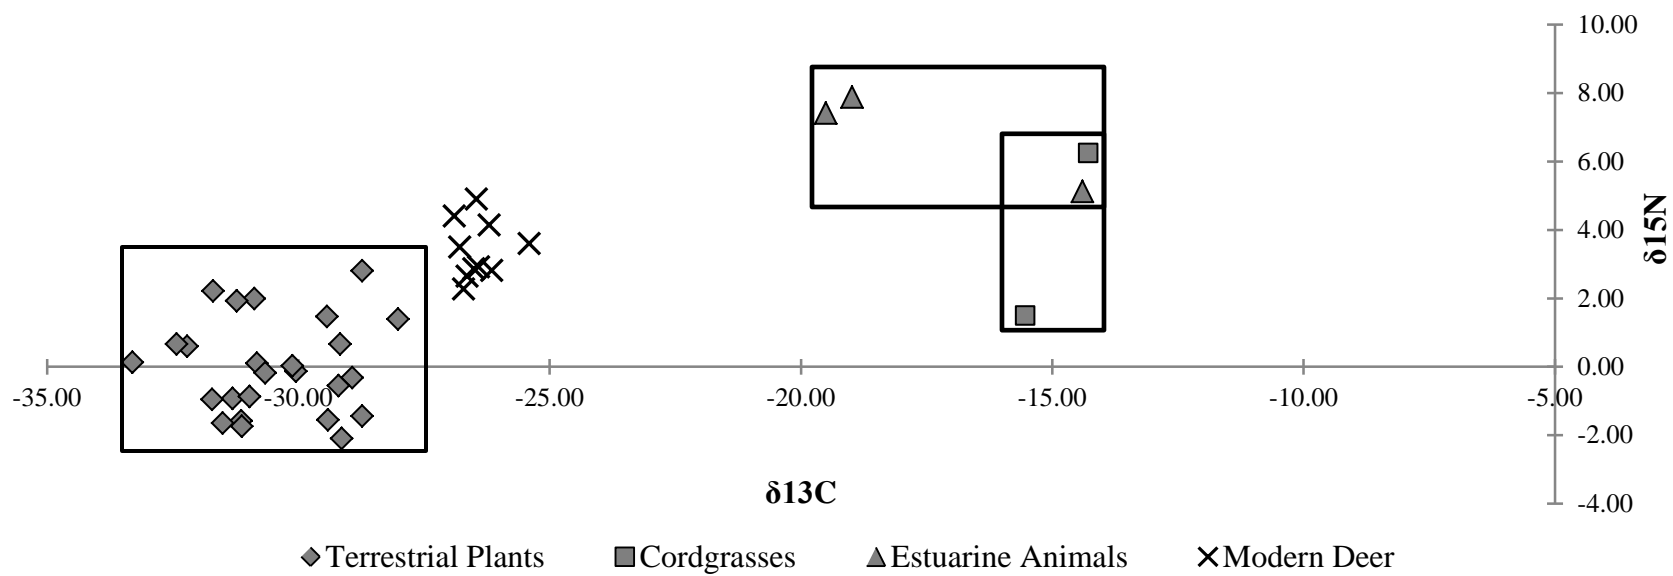 10.00
8.00
6.00
4.00
2.00
0.00
-2.00
-4.00
-35.00 -30.00 -25.00 -20.00 -15.00 -10.00 -5.00
δ15N
δ13C
Terrestrial Plants Cordgrasses Estuarine Animals Modern Deer